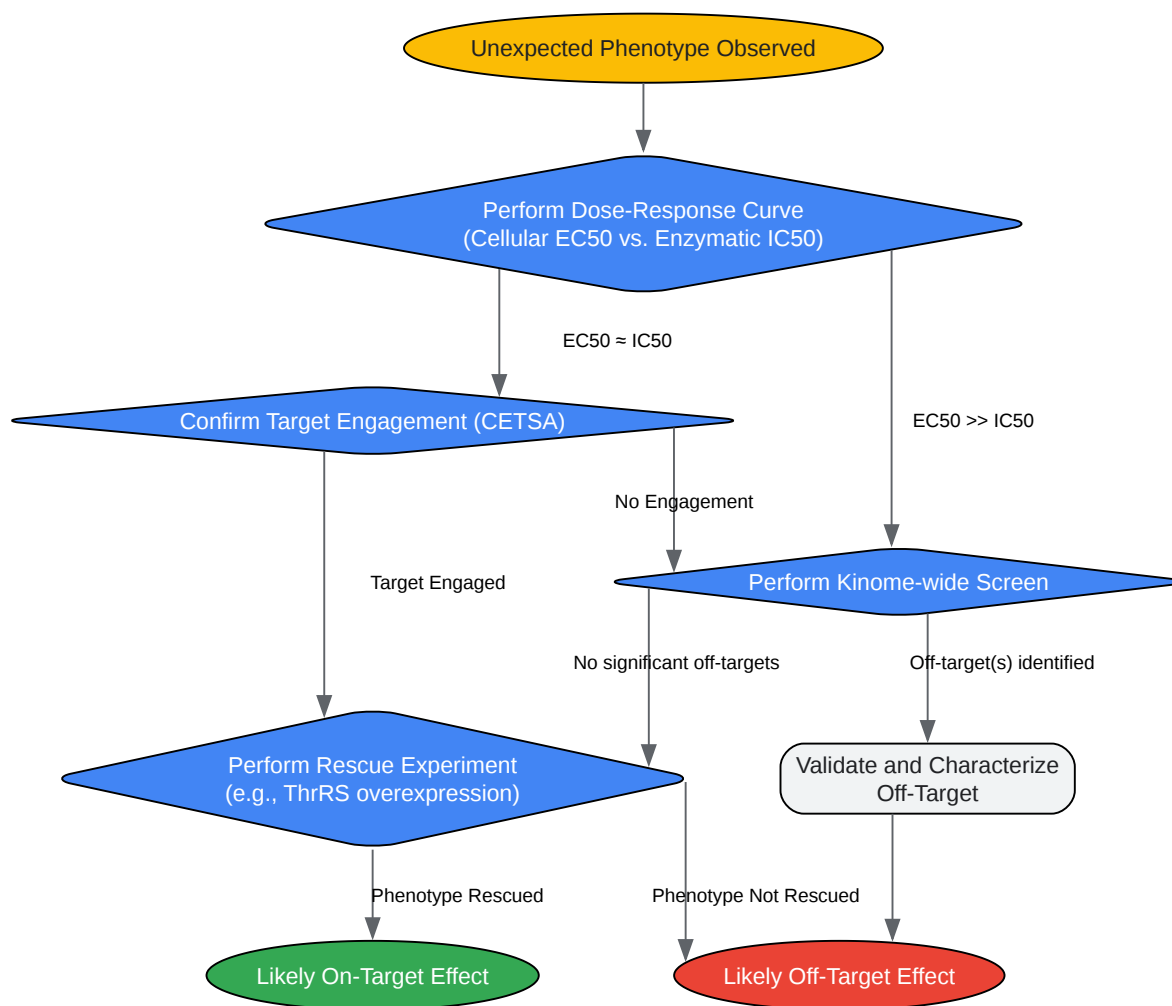 Unexpected Phenotype Observed
Perform Dose-Response Curve
(Cellular EC50 vs. Enzymatic IC50)
EC50 ≈ IC50
Confirm Target Engagement (CETSA)
EC50 >> IC50
No Engagement
Target Engaged
Perform Kinome-wide Screen
No significant off-targets
Off-target(s) identified
Perform Rescue Experiment
(e.g., ThrRS overexpression)
Validate and Characterize
Off-Target
Phenotype Rescued
Phenotype Not Rescued
Likely On-Target Effect
Likely Off-Target Effect